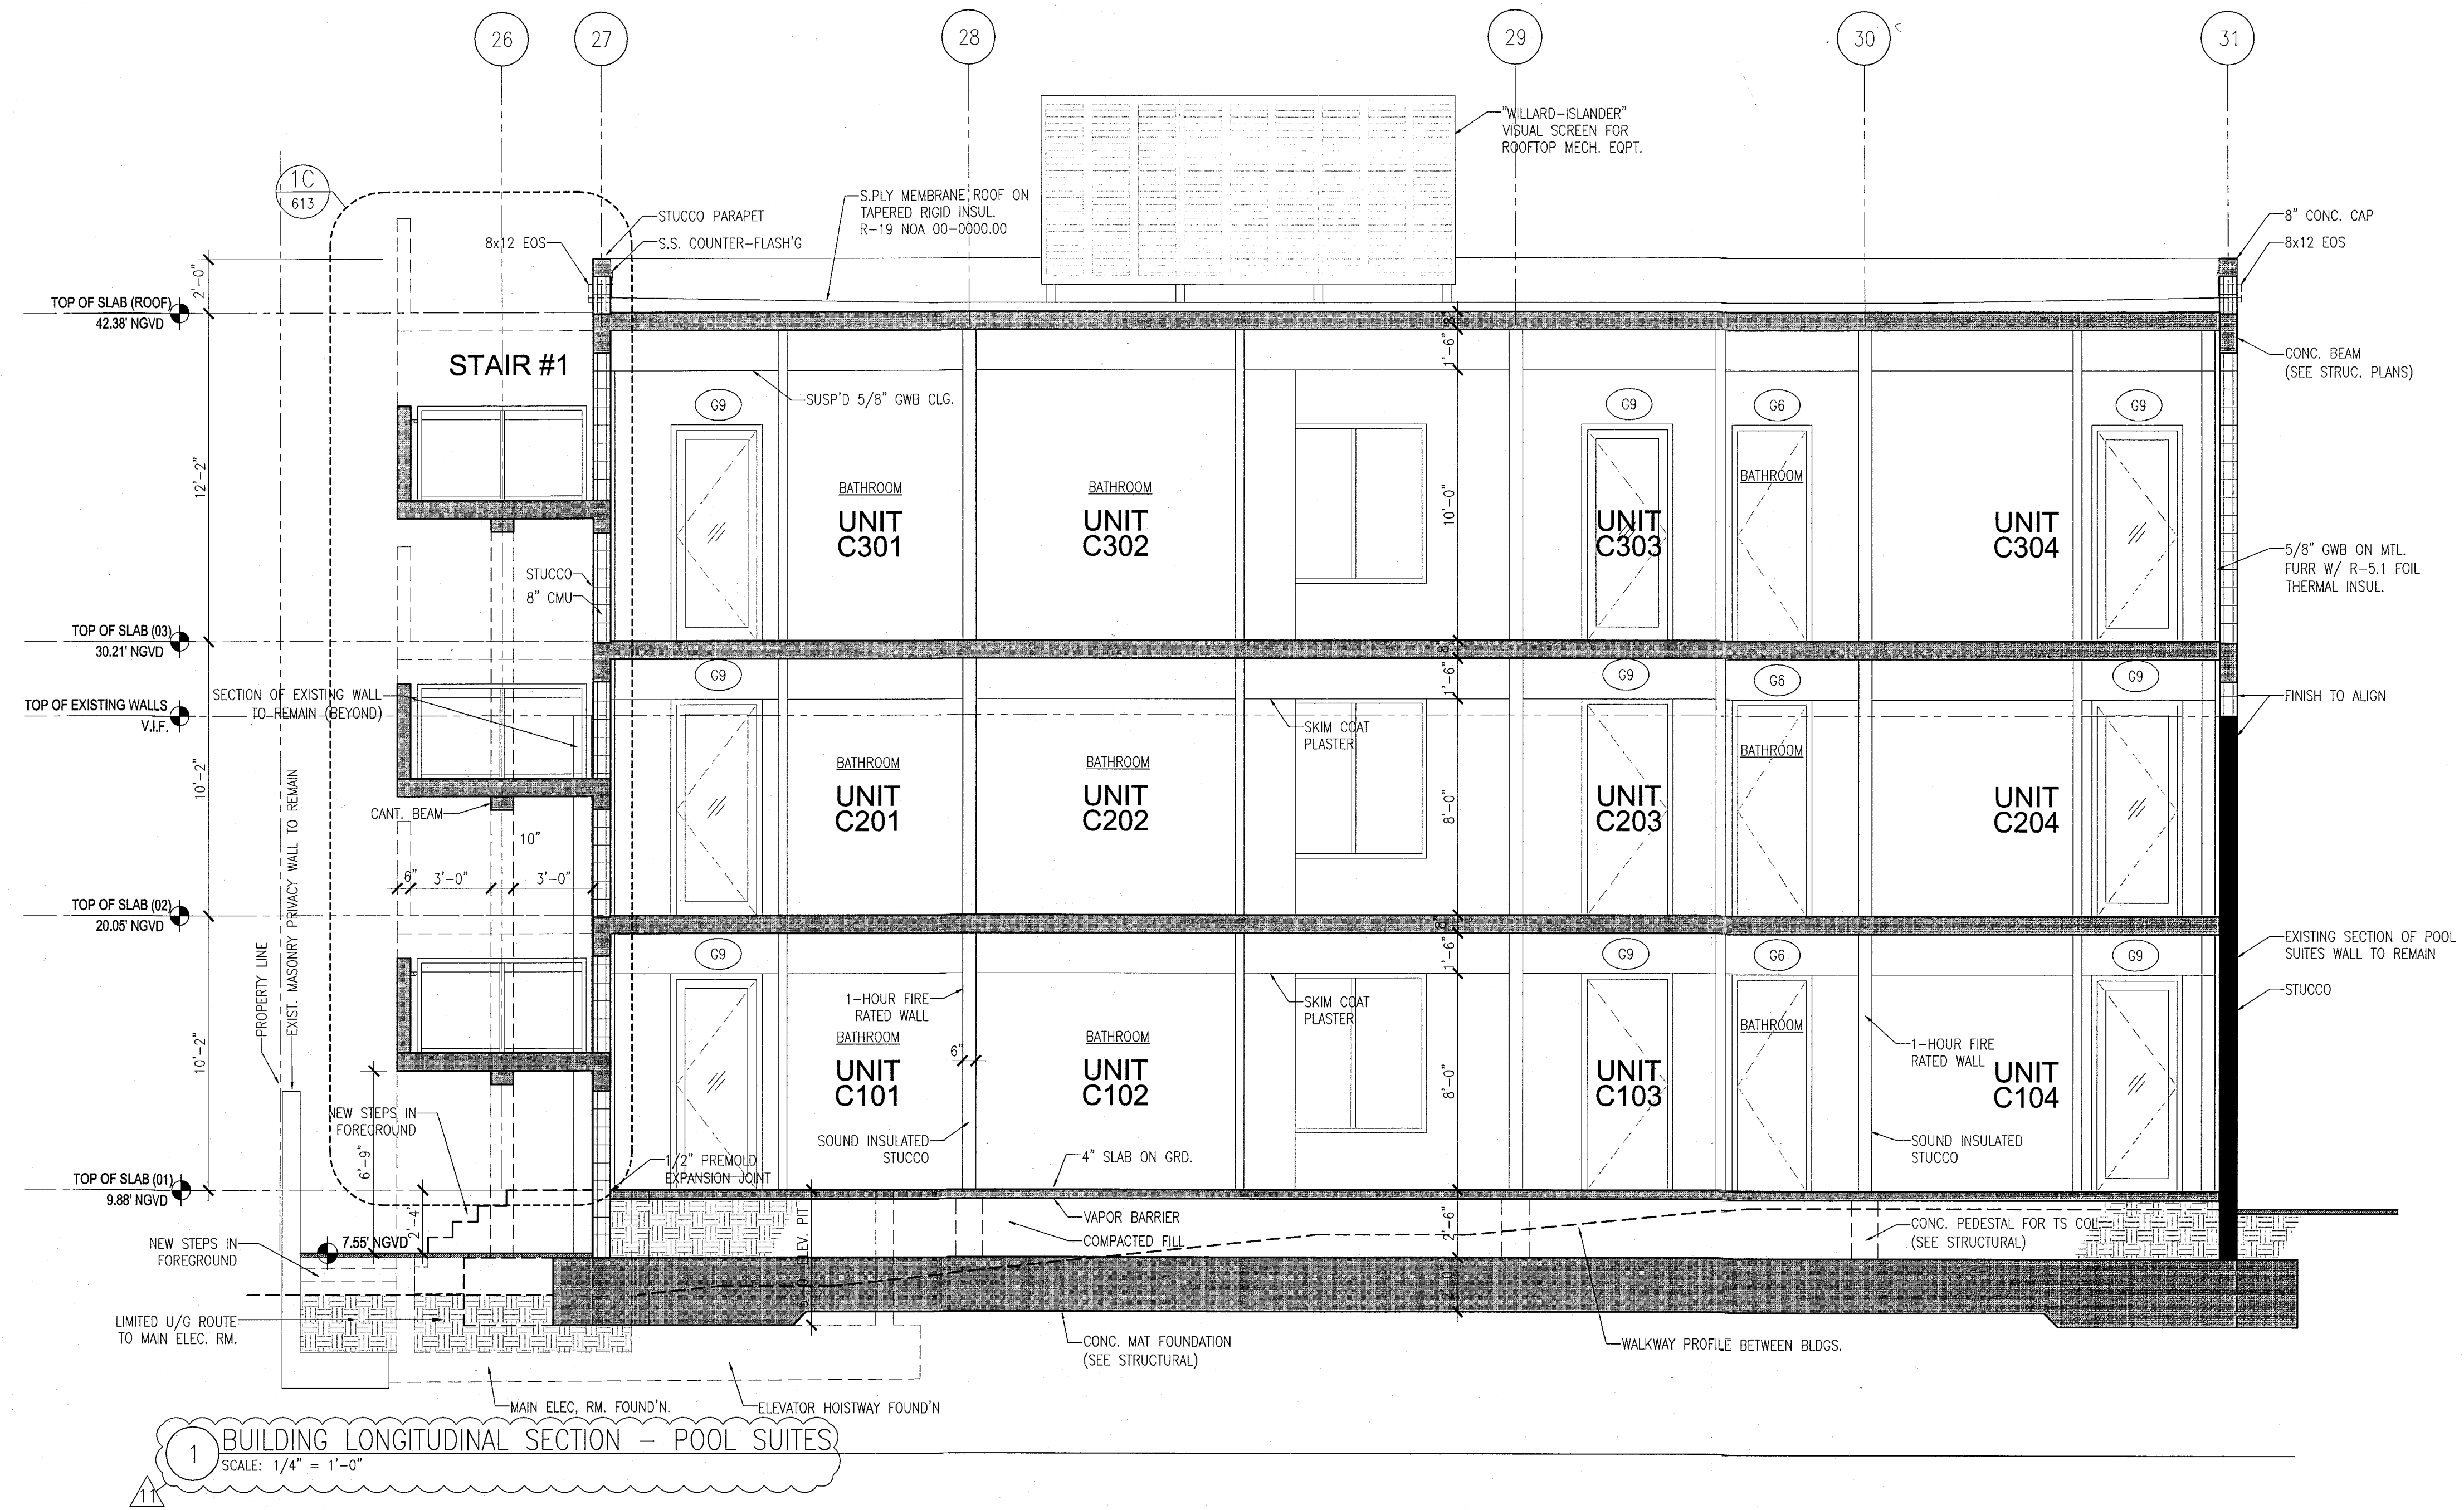 26
27
28
29
30
31
"WILLARD-ISLANDER"
VISUAL SCREEN FOR
ROOFTOP MECH. EQPT.
1C
613
S.PLY MEMBRANE ROOF ON
TAPERED RIGID INSUL.
R-19 NOA 00-0000.00
STUCCO PARAPET
8x12 EOS
S.S. COUNTER-FLASH'G
8" CONC. CAP
8x12 EOS
2'-0"
TOP OF SLAB (ROOF)
42.38' NGVD
8"
STAIR #1
1'-6"
CONC. BEAM
(SEE STRUC. PLANS)
SUSP'D 5/8" GWB CLG.
G9
G9
G6
G9
12'-2"
BATHROOM
BATHROOM
BATHROOM
10'-0"
UNIT
C301
UNIT
C302
UNIT
C303
UNIT
C304
STUCCO
8" CMU
5/8" GWB ON MTL.
FURR W/ R-5.1 FOIL
THERMAL INSUL.
TOP OF SLAB (03)
30.21' NGVD
8"
1'-6"
G9
G9
G6
G9
SECTION OF EXISTING WALL
TO REMAIN (BEYOND)
TOP OF EXISTING WALLS
V.I.F.
FINISH TO ALIGN
SKIM COAT
PLASTER
10'-2"
BATHROOM
BATHROOM
BATHROOM
8'-0"
UNIT
C201
UNIT
C202
UNIT
C203
UNIT
C204
CANT. BEAM
10"
6"
3'-0"
3'-0"
TOP OF SLAB (02)
20.05' NGVD
8"
1'-6"
G9
G9
G6
G9
PROPERTY LINE
EXIST. MASONRY PRIVACY WALL TO REMAIN
EXISTING SECTION OF POOL
SUITES WALL TO REMAIN
STUCCO
1-HOUR FIRE
RATED WALL
SKIM COAT
PLASTER
10'-2"
BATHROOM
BATHROOM
BATHROOM
6"
8'-0"
1-HOUR FIRE
RATED WALL
UNIT
C101
UNIT
C102
UNIT
C103
UNIT
C104
NEW STEPS IN
FOREGROUND
6'-9"
SOUND INSULATED
STUCCO
SOUND INSULATED
STUCCO
1/2" PREMOLD
EXPANSION JOINT
4" SLAB ON GRD.
TOP OF SLAB (01)
9.88' NGVD
2'-4"
VAPOR BARRIER
COMPACTED FILL
2'-6"
CONC. PEDESTAL FOR TS COL
(SEE STRUCTURAL)
7.55' NGVD
NEW STEPS IN
FOREGROUND
5'-0" ELEV. PIT
2'-0"
LIMITED U/G ROUTE
TO MAIN ELEC. RM.
CONC. MAT FOUNDATION
(SEE STRUCTURAL)
WALKWAY PROFILE BETWEEN BLDGS.
MAIN ELEC, RM. FOUND'N.
ELEVATOR HOISTWAY FOUND'N
1
BUILDING LONGITUDINAL SECTION - POOL SUITES
SCALE: 1/4" = 1'-0"
11